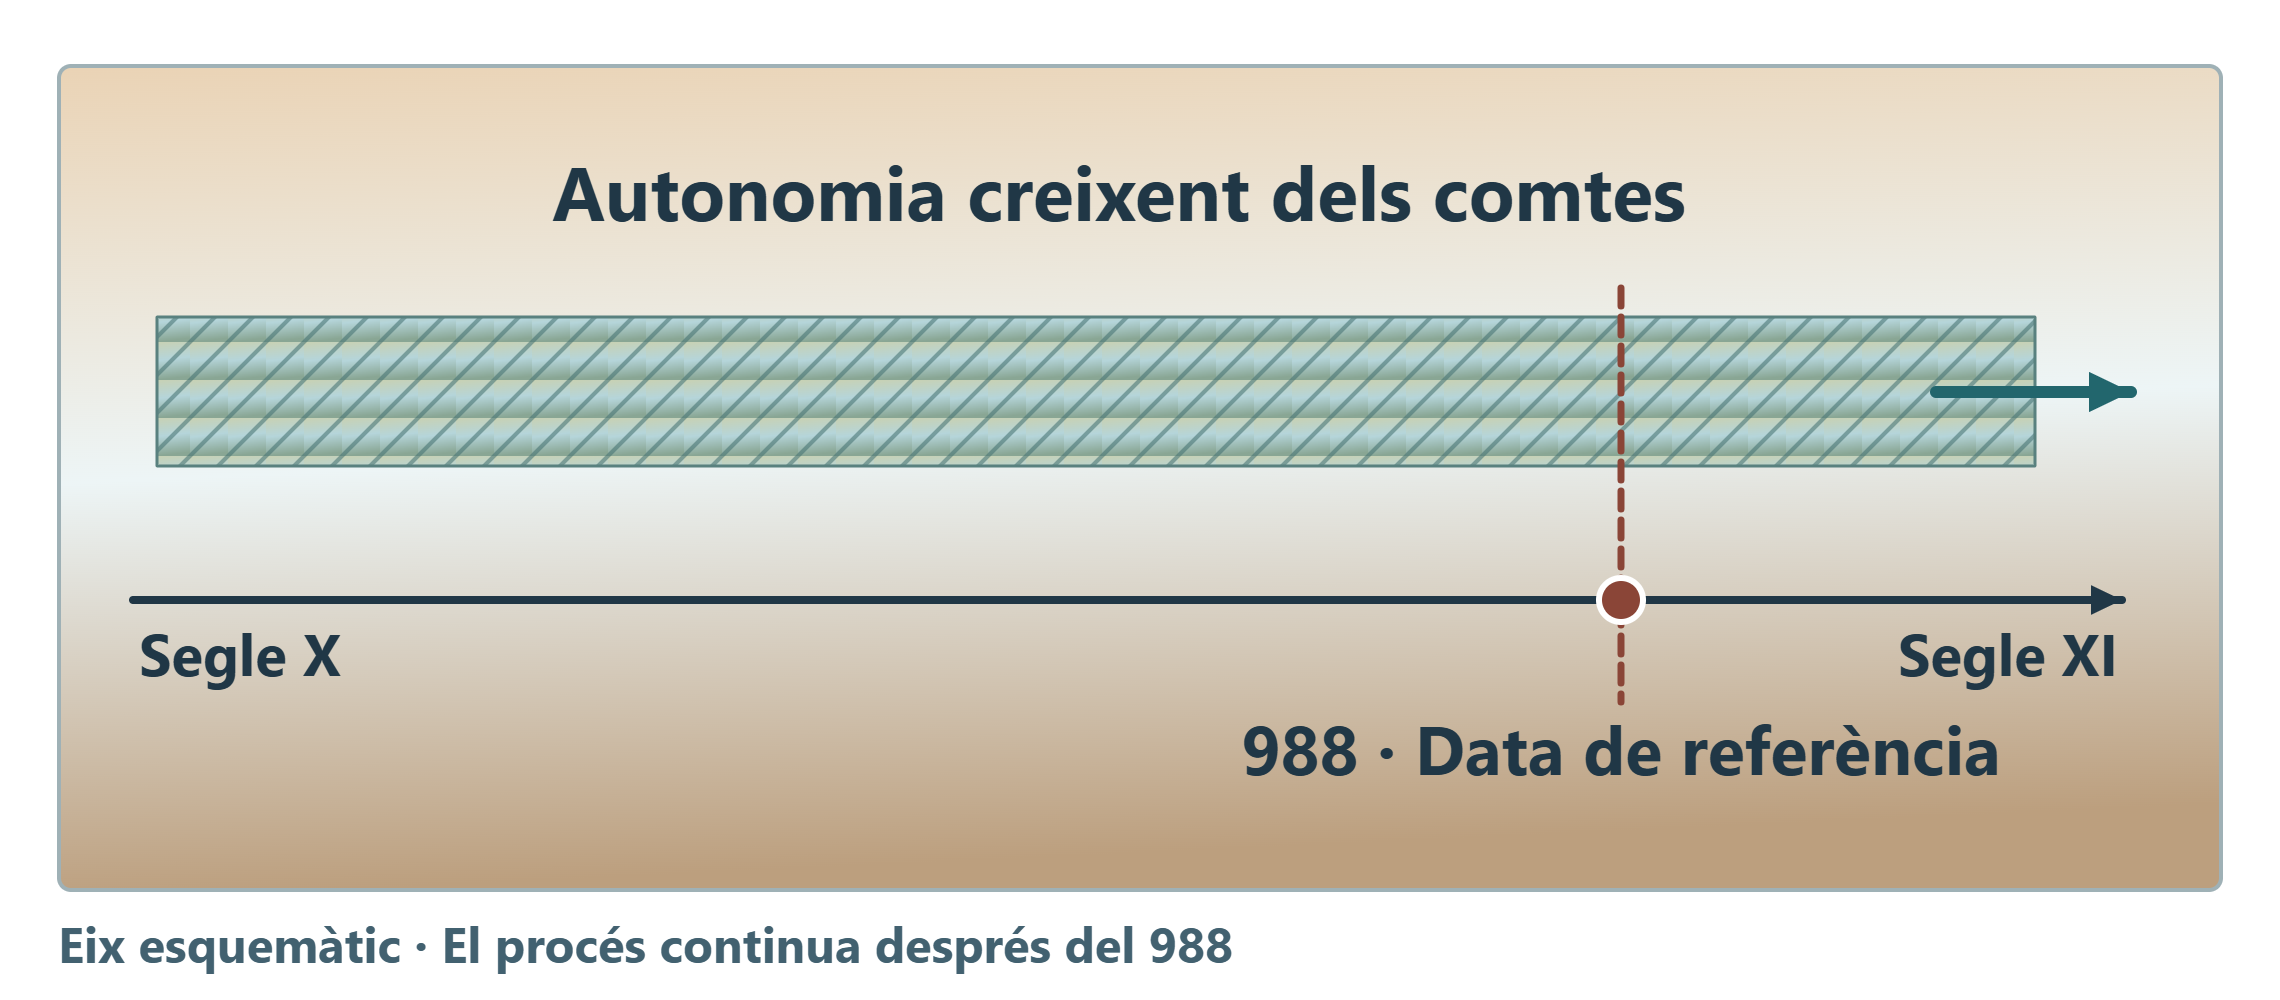 Autonomia creixent dels comtes
Segle X
Segle XI
988 · Data de referència
Eix esquemàtic · El procés continua després del 988